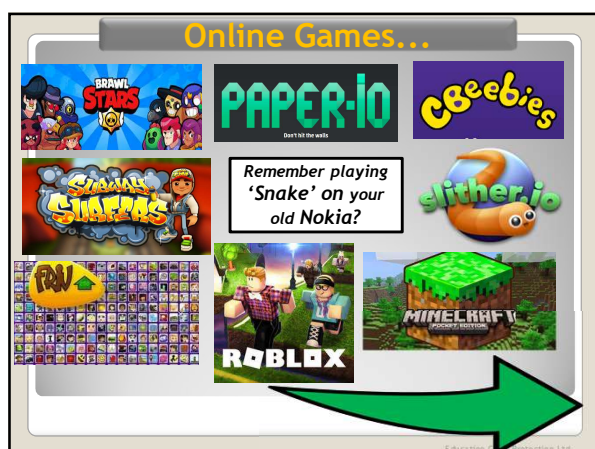 Online Games...
BRAWL
STARS
PAPER-iO
Don't hit the walls
CBeebies
SUBWAY
SURFERS
Remember playing
‘Snake’ on your
old Nokia?
slither.io
FRIV
ROBLOX
MINECRAFT
POCKET EDITION